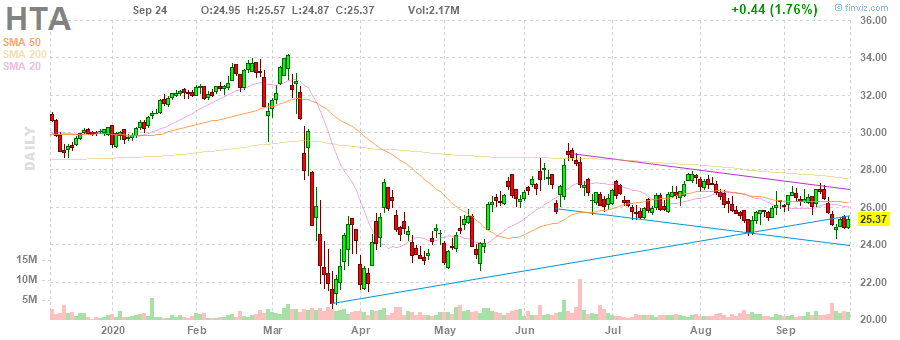 HTA Sep 24 O:24.95 H:25.57 L:24.87 C:25.37 Vol:2.17M +0.44 (1.76%) © finviz.com
SMA 50
SMA 200
SMA 20
DAILY
36.00
34.00
32.00
30.00
28.00
26.00
25.37
24.00
22.00
20.00
15M
10M
5M
2020 Feb Mar Apr May Jun Jul Aug Sep